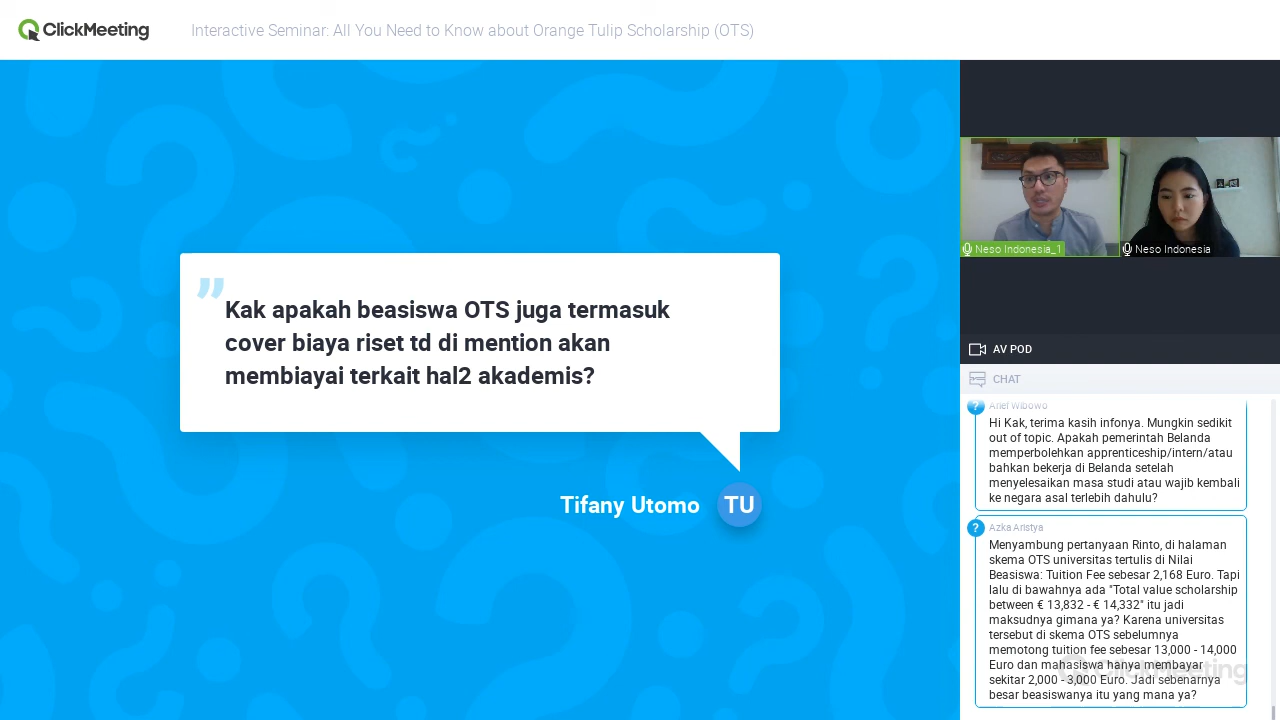 ClickMeeting
Interactive Seminar: All You Need to Know about Orange Tulip Scholarship (OTS)
Kak apakah beasiswa OTS juga termasuk
cover biaya riset td di mention akan
membiayai terkait hal2 akademis?
Tifany Utomo
TU
Neso Indonesia_1
Neso Indonesia
AV POD
CHAT
Arief Wibowo
Hi Kak, terima kasih infonya. Mungkin sedikit
out of topic. Apakah pemerintah Belanda
memperbolehkan apprenticeship/intern/atau
bahkan bekerja di Belanda setelah
menyelesaikan masa studi atau wajib kembali
ke negara asal terlebih dahulu?
Azka Aristya
Menyambung pertanyaan Rinto, di halaman
skema OTS universitas tertulis di Nilai
Beasiswa: Tuition Fee sebesar 2,168 Euro. Tapi
lalu di bawahnya ada "Total value scholarship
between € 13,832 - € 14,332" itu jadi
maksudnya gimana ya? Karena universitas
tersebut di skema OTS sebelumnya
memotong tuition fee sebesar 13,000 - 14,000
Euro dan mahasiswa hanya membayar
sekitar 2,000 - 3,000 Euro. Jadi sebenarnya
besar beasiswanya itu yang mana ya?
ClickMeeting